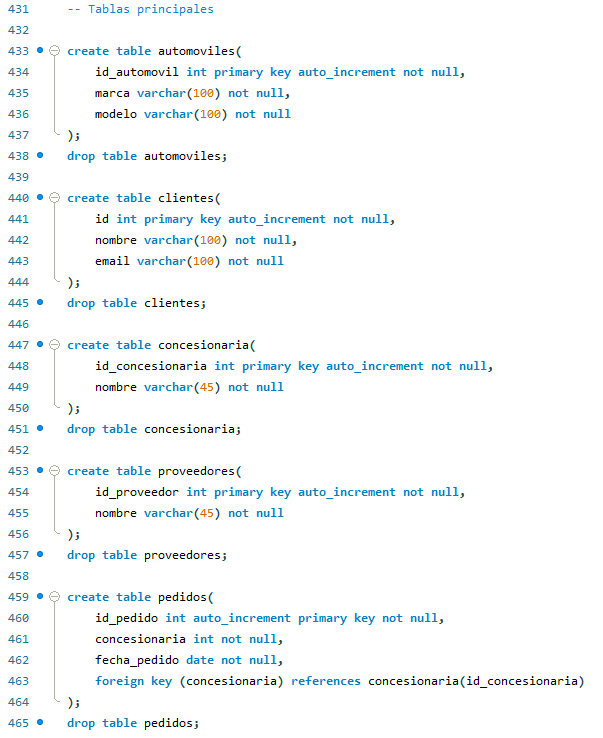 431 -- Tablas principales
432
433 create table automoviles(
434 id_automovil int primary key auto_increment not null,
435 marca varchar(100) not null,
436 modelo varchar(100) not null
437 );
438 drop table automoviles;
439
440 create table clientes(
441 id int primary key auto_increment not null,
442 nombre varchar(100) not null,
443 email varchar(100) not null
444 );
445 drop table clientes;
446
447 create table concesionaria(
448 id_concesionaria int primary key auto_increment not null,
449 nombre varchar(45) not null
450 );
451 drop table concesionaria;
452
453 create table proveedores(
454 id_proveedor int primary key auto_increment not null,
455 nombre varchar(45) not null
456 );
457 drop table proveedores;
458
459 create table pedidos(
460 id_pedido int auto_increment primary key not null,
461 concesionaria int not null,
462 fecha_pedido date not null,
463 foreign key (concesionaria) references concesionaria(id_concesionaria)
464 );
465 drop table pedidos;